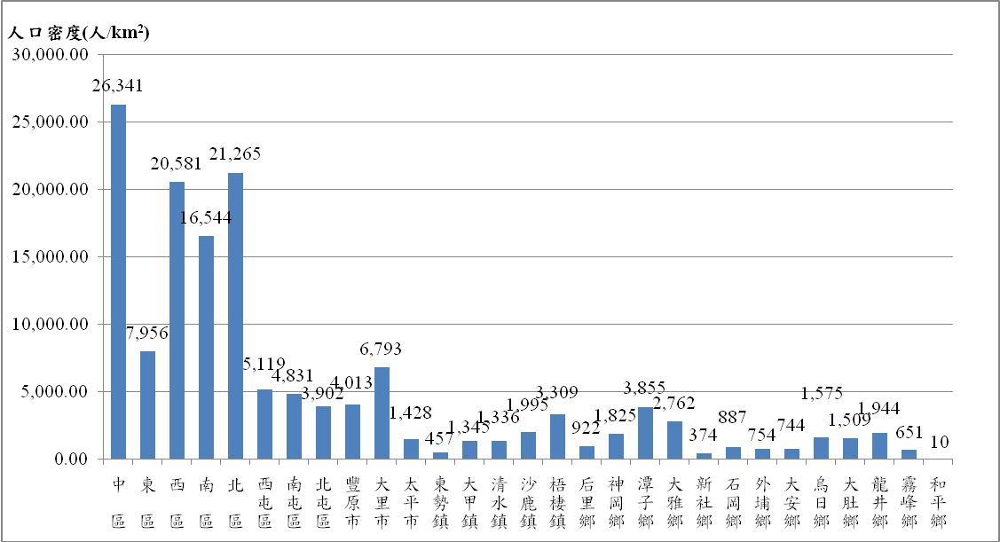 人口密度(人/km²)
30,000.00
25,000.00
20,000.00
15,000.00
10,000.00
5,000.00
0.00
26,341
7,956
20,581
16,544
21,265
5,119
4,831
3,902
4,013
6,793
1,428
457
1,345
1,336
1,995
3,309
922
1,825
3,855
2,762
374
887
754
744
1,575
1,509
1,944
651
10
中區
東區
西區
南區
北區
西屯區
南屯區
北屯區
豐原市
大里市
太平市
東勢鎮
大甲鎮
清水鎮
沙鹿鎮
梧棲鎮
后里鄉
神岡鄉
潭子鄉
大雅鄉
新社鄉
石岡鄉
外埔鄉
大安鄉
烏日鄉
大肚鄉
龍井鄉
霧峰鄉
和平鄉